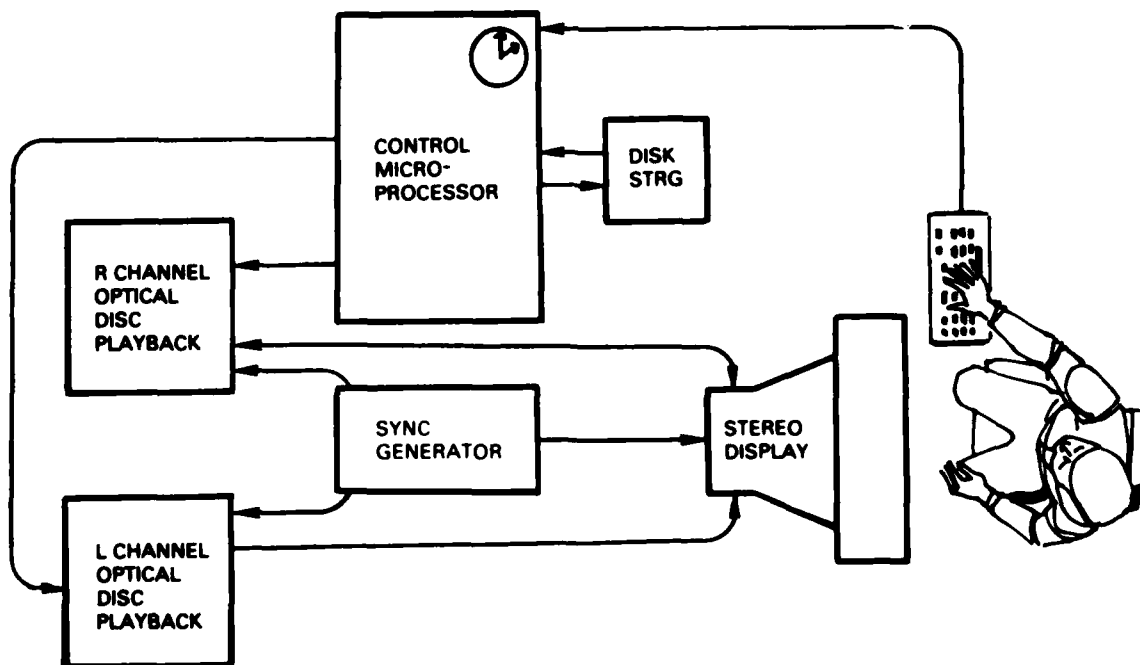 CONTROL
MICRO-
PROCESSOR
DISK
STRG
R CHANNEL
OPTICAL
DISC
PLAYBACK
SYNC
GENERATOR
STEREO
DISPLAY
L CHANNEL
OPTICAL
DISC
PLAYBACK